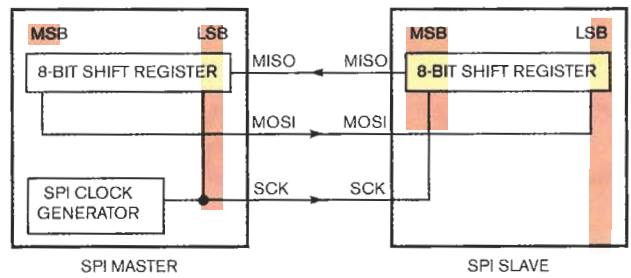 MSB LSB MSB LSB
8-BIT SHIFT REGISTER MISO MISO 8-BIT SHIFT REGISTER
MOSI MOSI
SPI CLOCK
GENERATOR
SCK SCK
SPI MASTER SPI SLAVE